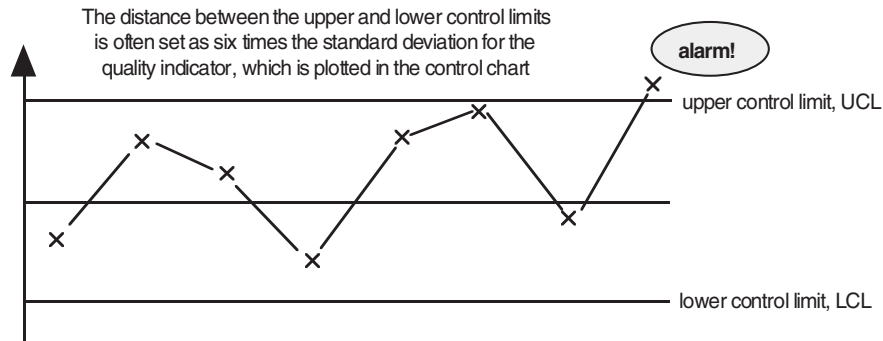 The distance between the upper and lower control limits
is often set as six times the standard deviation for the
quality indicator, which is plotted in the control chart
alarm!
upper control limit, UCL
lower control limit, LCL